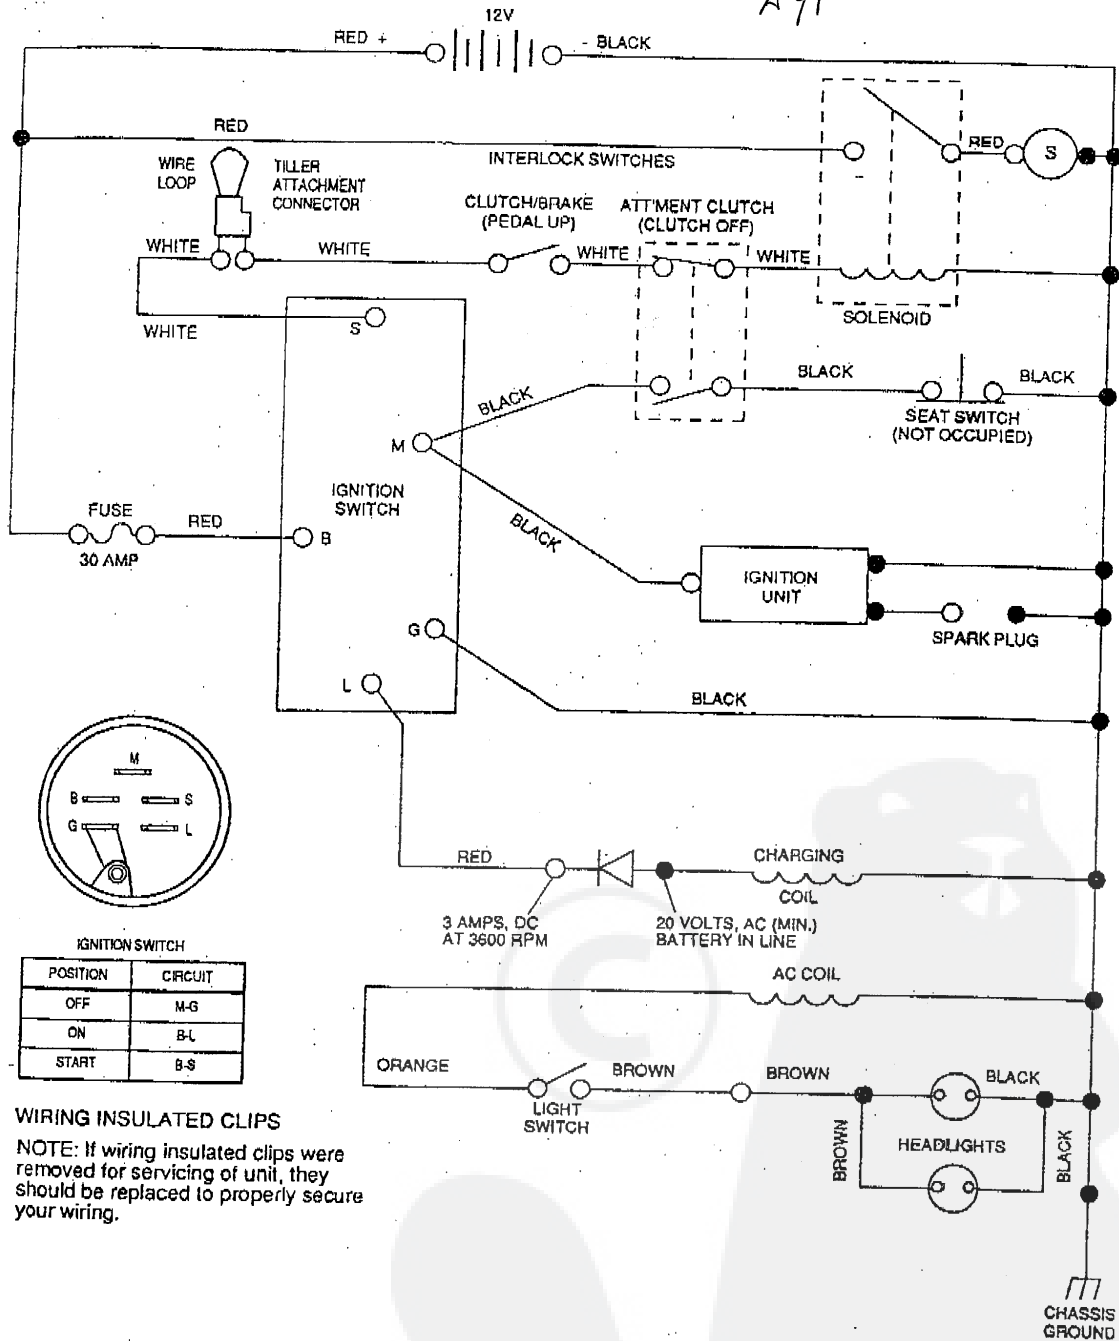 12V
RED +
- BLACK
RED
INTERLOCK SWITCHES
RED
S
WIRE
LOOP
TILLER
ATTACHMENT
CONNECTOR
CLUTCH/BRAKE
(PEDAL UP)
ATT'MENT CLUTCH
(CLUTCH OFF)
WHITE
WHITE
WHITE
WHITE
WHITE
S
SOLENOID
BLACK
BLACK
BLACK
SEAT SWITCH
(NOT OCCUPIED)
M
IGNITION
SWITCH
FUSE
RED
30 AMP
B
BLACK
IGNITION
UNIT
SPARK PLUG
G
L
BLACK
M
B
S
G
L
RED
CHARGING
COIL
3 AMPS, DC
AT 3600 RPM
20 VOLTS, AC (MIN.)
BATTERY IN LINE
IGNITION SWITCH
POSITION CIRCUIT
OFF M-G
ON B-L
START B-S
AC COIL
ORANGE
BROWN
BROWN
BLACK
LIGHT
SWITCH
BROWN
HEADLIGHTS
BLACK
WIRING INSULATED CLIPS
NOTE: If wiring insulated clips were
removed for servicing of unit, they
should be replaced to properly secure
your wiring.
CHASSIS
GROUND
©